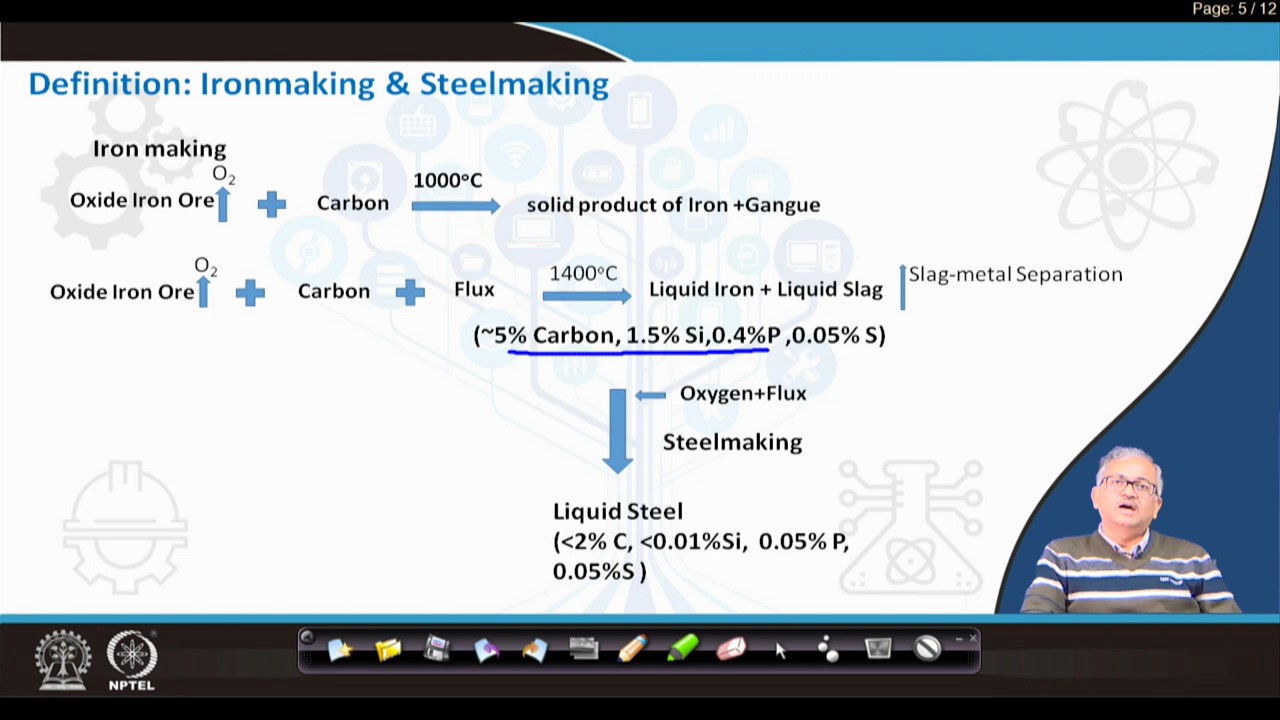 Page: 5 / 12
Definition: Ironmaking & Steelmaking
Iron making
O2
Oxide Iron Ore + Carbon 1000°C solid product of Iron +Gangue
O2
Oxide Iron Ore + Carbon + Flux 1400°C Liquid Iron + Liquid Slag Slag-metal Separation
(~5% Carbon, 1.5% Si,0.4%P ,0.05% S)
Oxygen+Flux
Steelmaking
Liquid Steel
(<2% C, <0.01%Si, 0.05% P,
0.05%S )
NPTEL